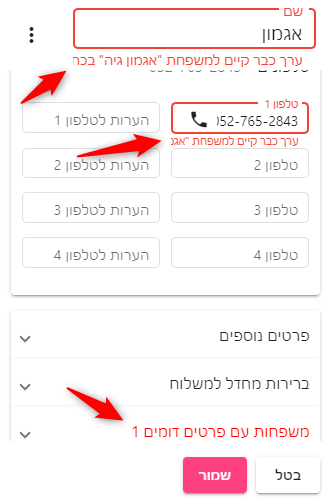 שם
אגמון
ערך כבר קיים למשפחת "אגמון גיה" בכת
טלפון 1
052-765-2843
הערות לטלפון 1
ערך כבר קיים למשפחת "אגמ
טלפון 2
הערות לטלפון 2
טלפון 3
הערות לטלפון 3
טלפון 4
הערות לטלפון 4
פרטים נוספים
ברירות מחדל למשלוח
משפחות עם פרטים דומים 1
בטל
שמור